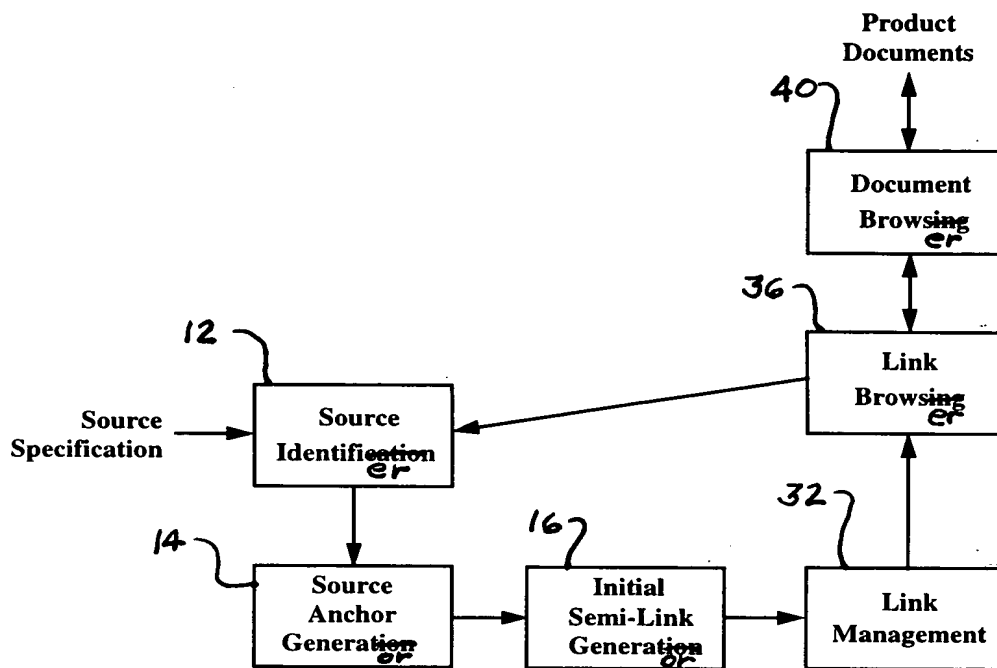 Product
Documents
40
Document
Browsing
er
36
Link
Browsing
er
12
Source
Specification
Source
Identification
er
14
Source
Anchor
Generation
or
16
Initial
Semi-Link
Generation
or
32
Link
Management